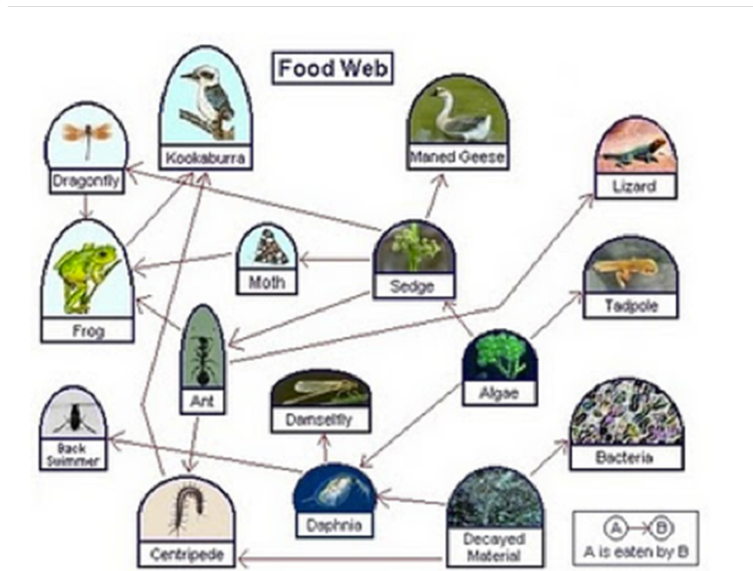 Food Web
Kookaburra
Maned Geese
Dragonfly
Lizard
Moth
Sedge
Tadpole
Frog
Ant
Algae
Damselfly
Back
Swimmer
Bacteria
Daphnia
Centripede
Decayed
Material
A B
A is eaten by B